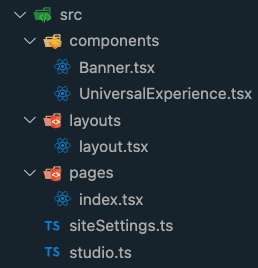 src
components
Banner.tsx
UniversalExperience.tsx
layouts
layout.tsx
pages
index.tsx
TS siteSettings.ts
TS studio.ts